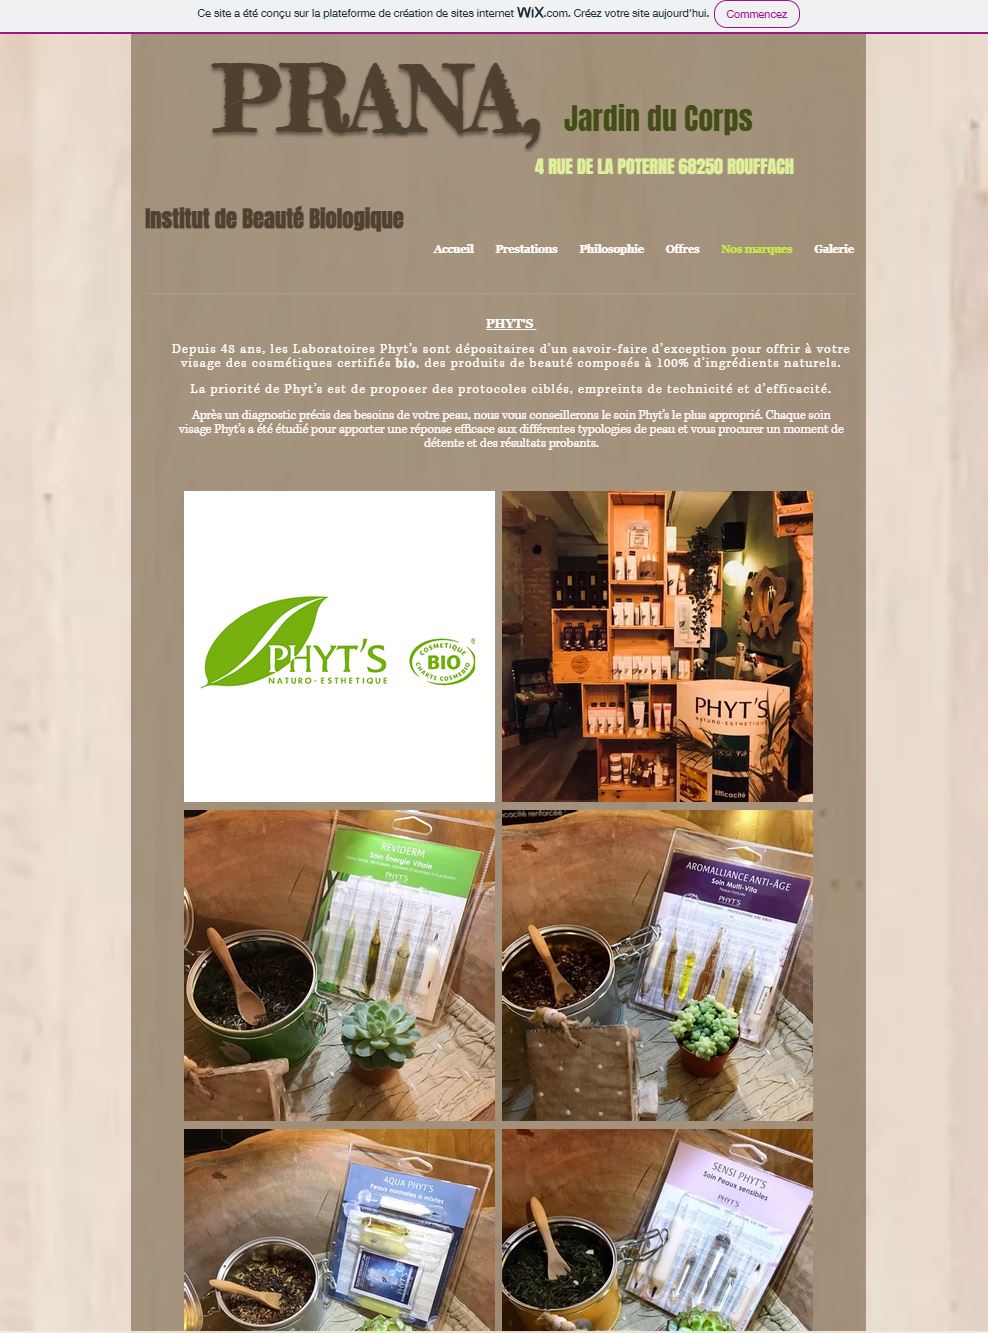 Ce site a été conçu sur la plateforme de création de sites internet WiX.com. Créez votre site aujourd'hui. Commencez
PRANA, Jardin du Corps
4 RUE DE LA POTERNE 68250 ROUFFACH
Institut de Beauté Biologique
Accueil Prestations Philosophie Offres Nos marques Galerie
PHYT'S
Depuis 48 ans, les Laboratoires Phyt's sont dépositaires d'un savoir-faire d'exception pour offrir à votre
visage des cosmétiques certifiés bio, des produits de beauté composés à 100% d'ingrédients naturels.
La priorité de Phyt's est de proposer des protocoles ciblés, empreints de technicité et d'efficacité.
Après un diagnostic précis des besoins de votre peau, nous vous conseillerons le soin Phyt's le plus approprié. Chaque soin
visage Phyt's a été étudié pour apporter une réponse efficace aux différentes typologies de peau et vous procurer un moment de
détente et des résultats probants.
PHYT'S
NATURO-ESTHETIQUE
COSMETIQUE
BIO
CHARTE COSMEBIO
®
PHYT'S
NATURO-ESTHETIQUE
Efficacité
REVIDERM
Soin Énergie Vitale
PHYT'S
AROMALLIANCE ANTI-ÂGE
Soin Multi-Vita
Peaux matures
PHYT'S
AQUA PHYT'S
Peaux normales à mixtes
PHYT'S
SENSI PHYT'S
Soin Peaux sensibles
PHYT'S